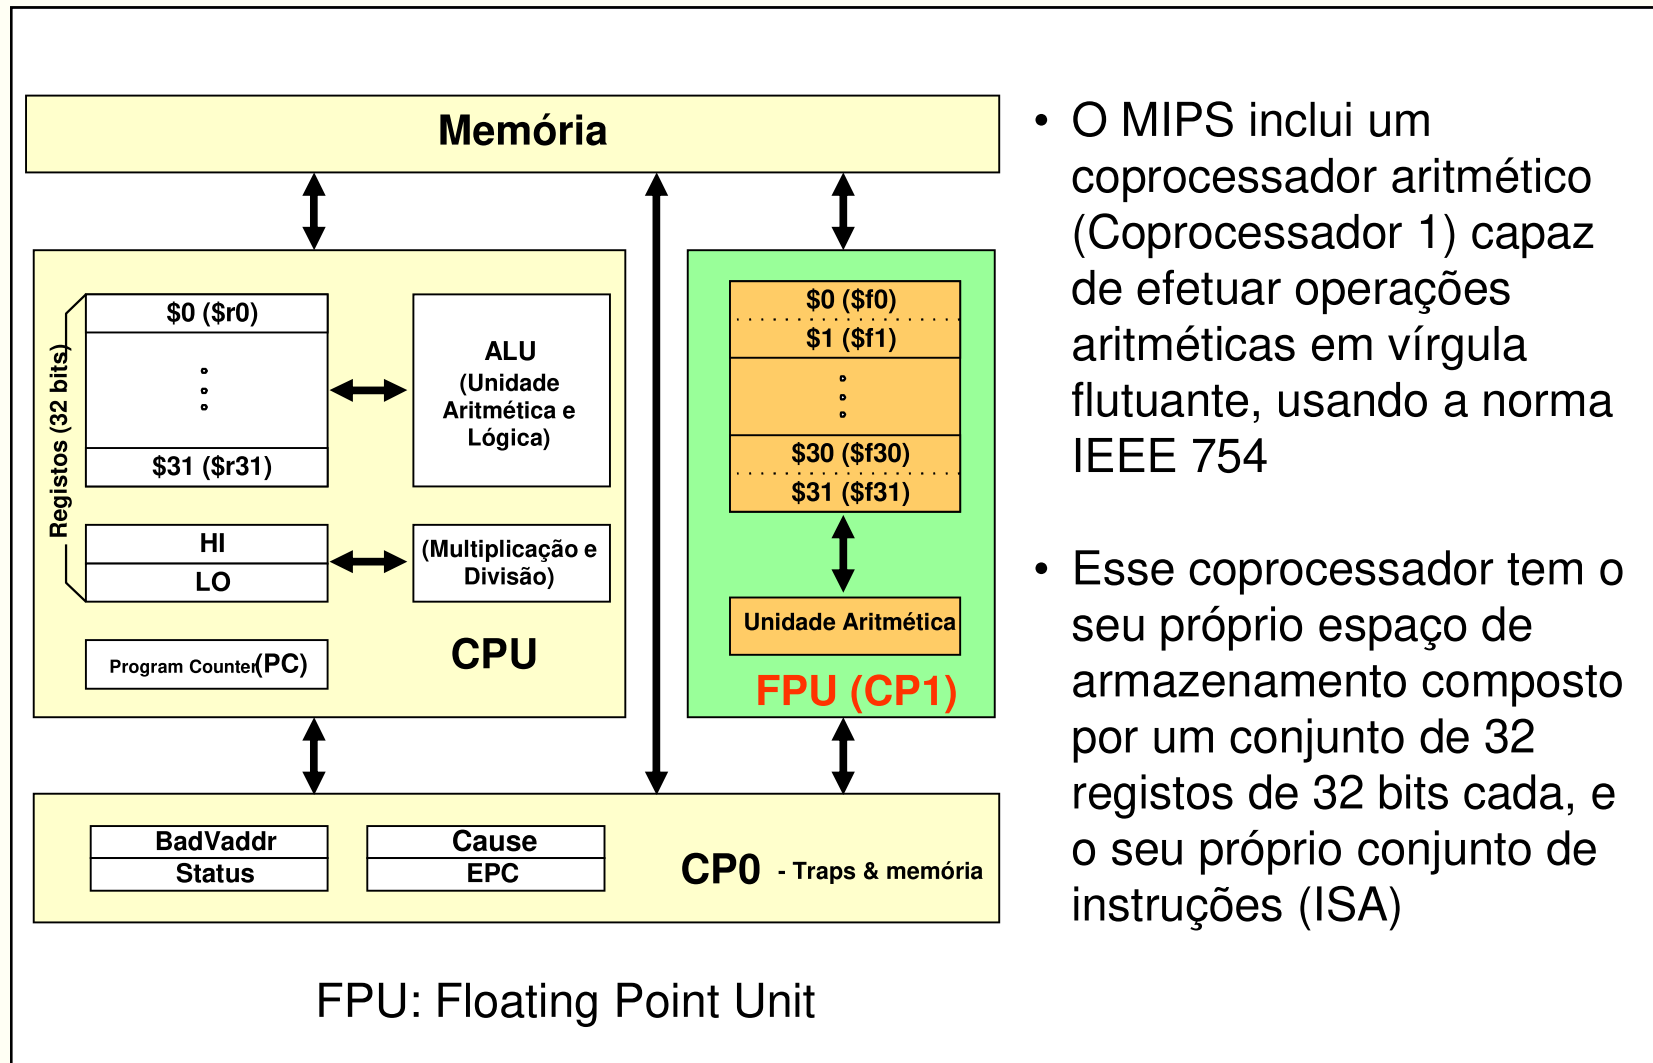 Memória
Registos (32 bits)
$0 ($r0)
$31 ($r31)
ALU
(Unidade
Aritmética e
Lógica)
HI
LO
(Multiplicação e
Divisão)
Program Counter(PC)
CPU
$0 ($f0)
$1 ($f1)
$30 ($f30)
$31 ($f31)
Unidade Aritmética
FPU (CP1)
BadVaddr
Status
Cause
EPC
CP0 - Traps & memória
FPU: Floating Point Unit
• O MIPS inclui um
coprocessador aritmético
(Coprocessador 1) capaz
de efetuar operações
aritméticas em vírgula
flutuante, usando a norma
IEEE 754
• Esse coprocessador tem o
seu próprio espaço de
armazenamento composto
por um conjunto de 32
registos de 32 bits cada, e
o seu próprio conjunto de
instruções (ISA)